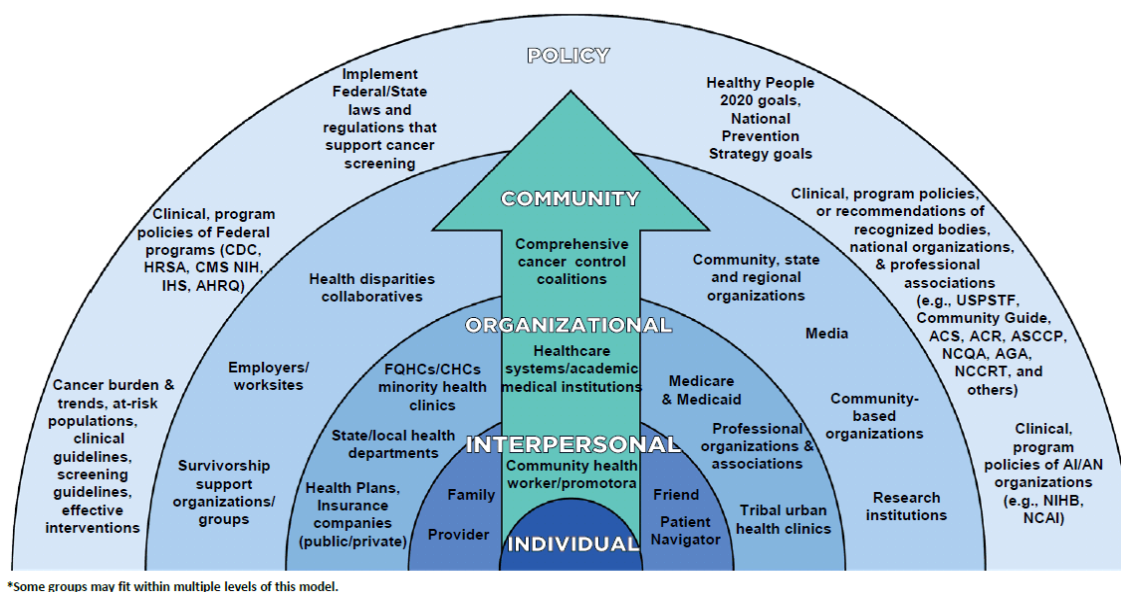 POLICY
Implement
Federal/State
laws and
regulations that
support cancer
screening
Healthy People
2020 goals,
National
Prevention
Strategy goals
Clinical, program
policies of Federal
programs (CDC,
HRSA, CMS NIH,
IHS, AHRQ)
Clinical, program policies,
or recommendations of
recognized bodies,
national organizations,
& professional
associations
(e.g., USPSTF,
Community Guide,
ACS, ACR, ASCCP,
NCQA, AGA,
NCCRT, and
others)
Cancer burden &
trends, at-risk
populations,
clinical
guidelines,
screening
guidelines,
effective
interventions
Clinical,
program
policies of AI/AN
organizations
(e.g., NIHB,
NCAI)
COMMUNITY
Comprehensive
cancer control
coalitions
Health disparities
collaboratives
Community, state
and regional
organizations
Employers/
worksites
Media
Community-
based
organizations
Survivorship
support
organizations/
groups
Research
institutions
ORGANIZATIONAL
Healthcare
systems/academic
medical institutions
FQHCs/CHCs
minority health
clinics
Medicare
& Medicaid
State/local health
departments
Professional
organizations &
associations
Health Plans,
Insurance
companies
(public/private)
Tribal urban
health clinics
INTERPERSONAL
Community health
worker/promotora
Family
Friend
Provider
Patient
Navigator
INDIVIDUAL
*Some groups may fit within multiple levels of this model.